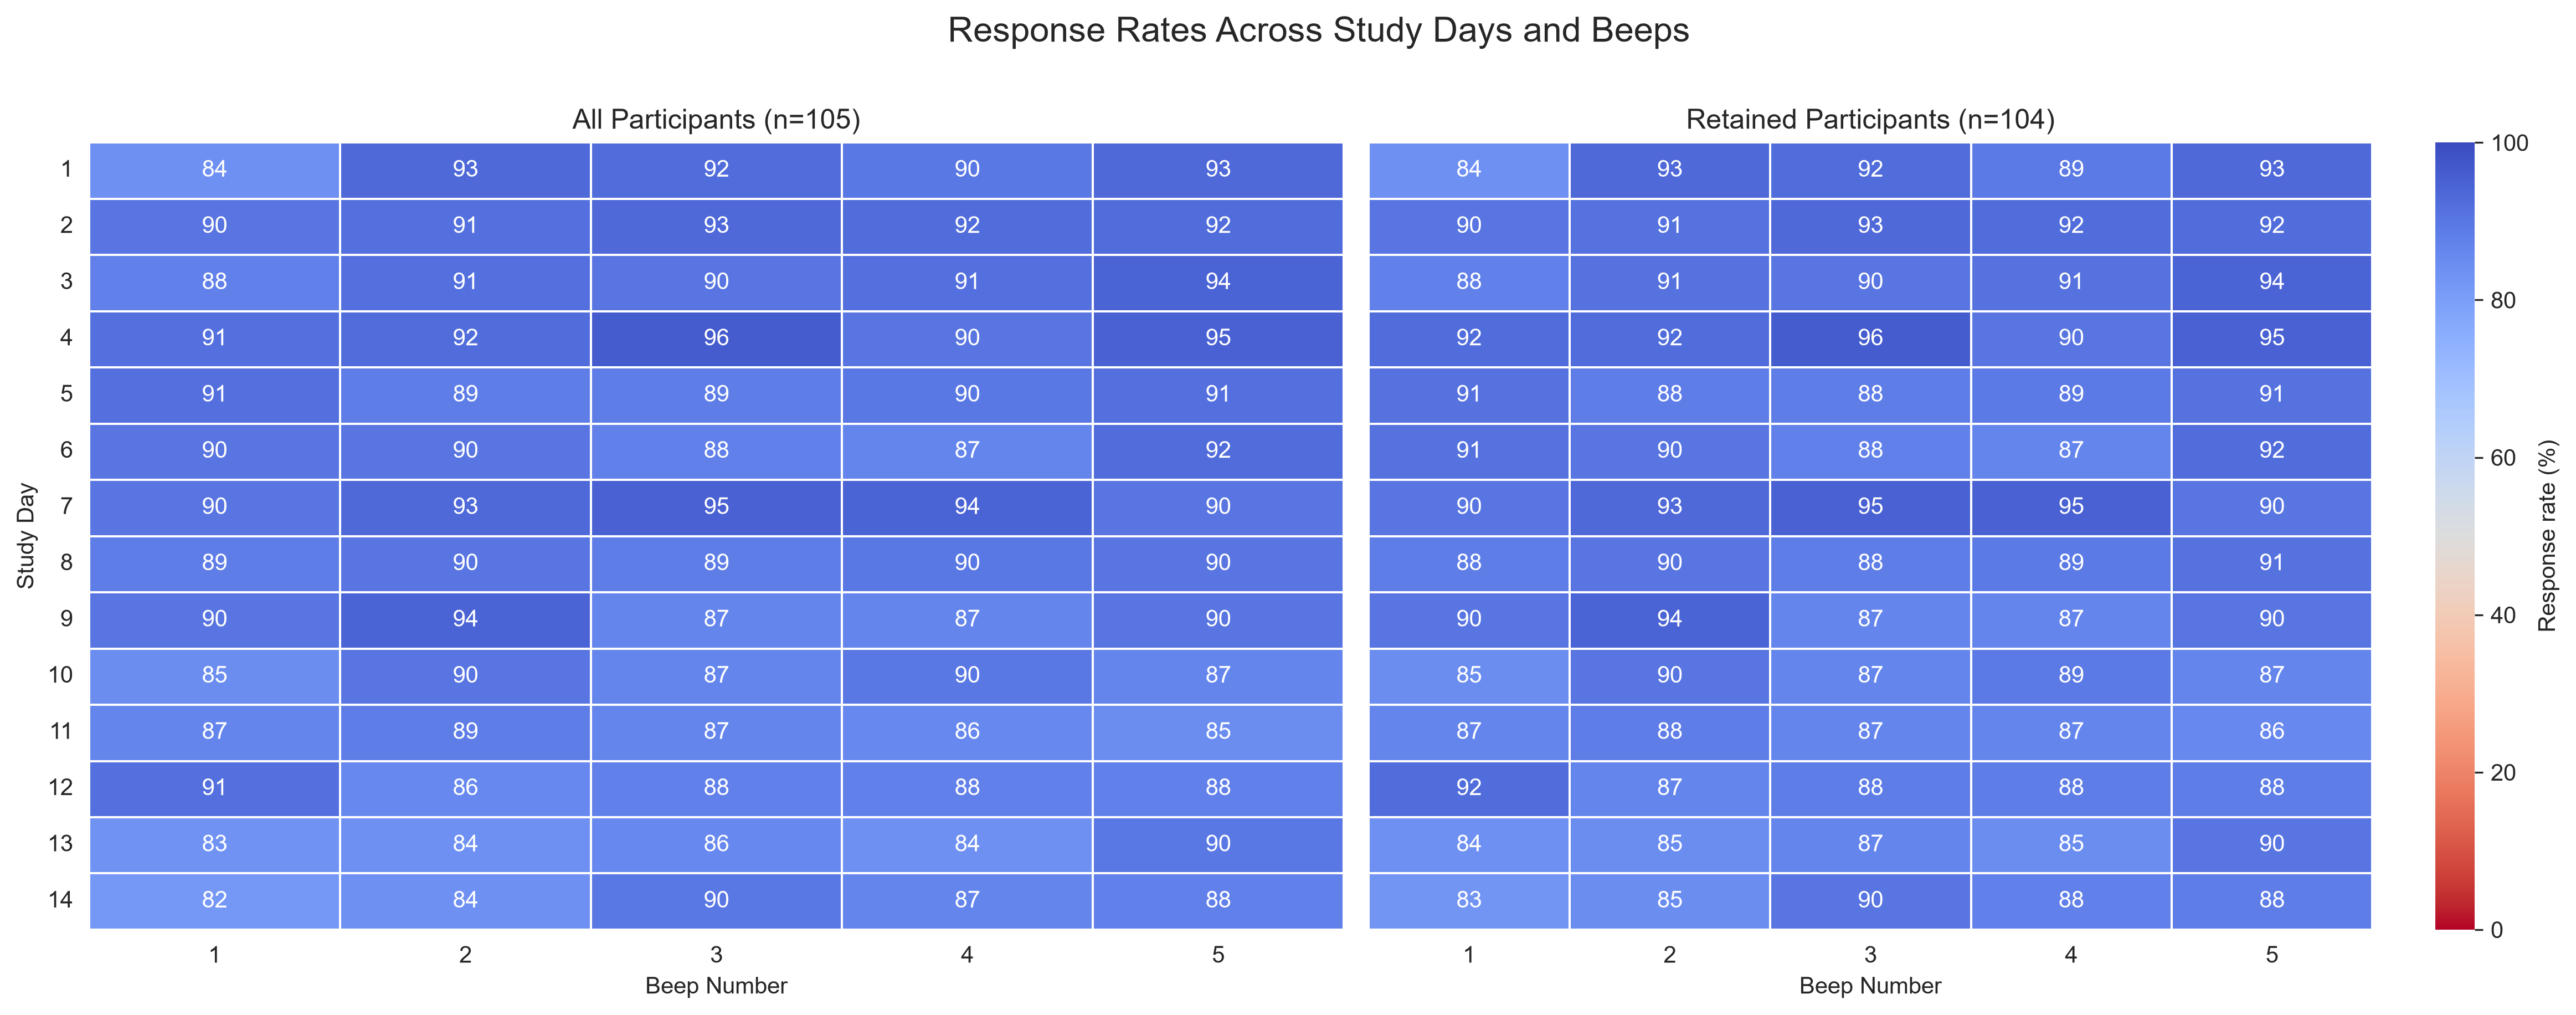 Response Rates Across Study Days and Beeps
All Participants (n=105)
Retained Participants (n=104)
1 84 93 92 90 93 84 93 92 89 93
2 90 91 93 92 92 90 91 93 92 92
3 88 91 90 91 94 88 91 90 91 94
4 91 92 96 90 95 92 92 96 90 95
5 91 89 89 90 91 91 88 88 89 91
6 90 90 88 87 92 91 90 88 87 92
7 90 93 95 94 90 90 93 95 95 90
8 89 90 89 90 90 88 90 88 89 91
9 90 94 87 87 90 90 94 87 87 90
10 85 90 87 90 87 85 90 87 89 87
11 87 89 87 86 85 87 88 87 87 86
12 91 86 88 88 88 92 87 88 88 88
13 83 84 86 84 90 84 85 87 85 90
14 82 84 90 87 88 83 85 90 88 88
1 2 3 4 5 1 2 3 4 5
Beep Number
Beep Number
Study Day
100
80
60
40
20
0
Response rate (%)